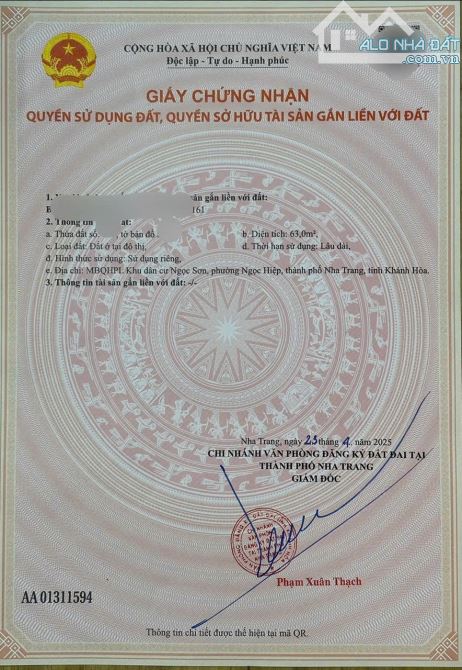 ALO NHÀ ĐẤT
.com.vn
CỘNG HÒA XÃ HỘI CHỦ NGHĨA VIỆT NAM
Độc lập - Tự do - Hạnh phúc
GIẤY CHỨNG NHẬN
QUYỀN SỬ DỤNG ĐẤT, QUYỀN SỞ HỮU TÀI SẢN GẮN LIỀN VỚI ĐẤT
1. gắn liền với đất:
161
2. Thông tin đất:
a. Thửa đất số: , tờ bản đồ b. Diện tích: 63,0m²,
c. Loại đất: Đất ở tại đô thị, d. Thời hạn sử dụng: Lâu dài,
đ. Hình thức sử dụng: Sử dụng riêng,
e. Địa chỉ: MBQHPL Khu dân cư Ngọc Sơn, phường Ngọc Hiệp, thành phố Nha Trang, tỉnh Khánh Hòa.
3. Thông tin tài sản gắn liền với đất: -/-
Nha Trang, ngày 23 tháng 4 năm 2025
CHI NHÁNH VĂN PHÒNG ĐĂNG KÝ ĐẤT ĐAI TẠI
THÀNH PHỐ NHA TRANG
GIÁM ĐỐC
Phạm Xuân Thạch
AA 01311594
Thông tin chi tiết được thể hiện tại mã QR.